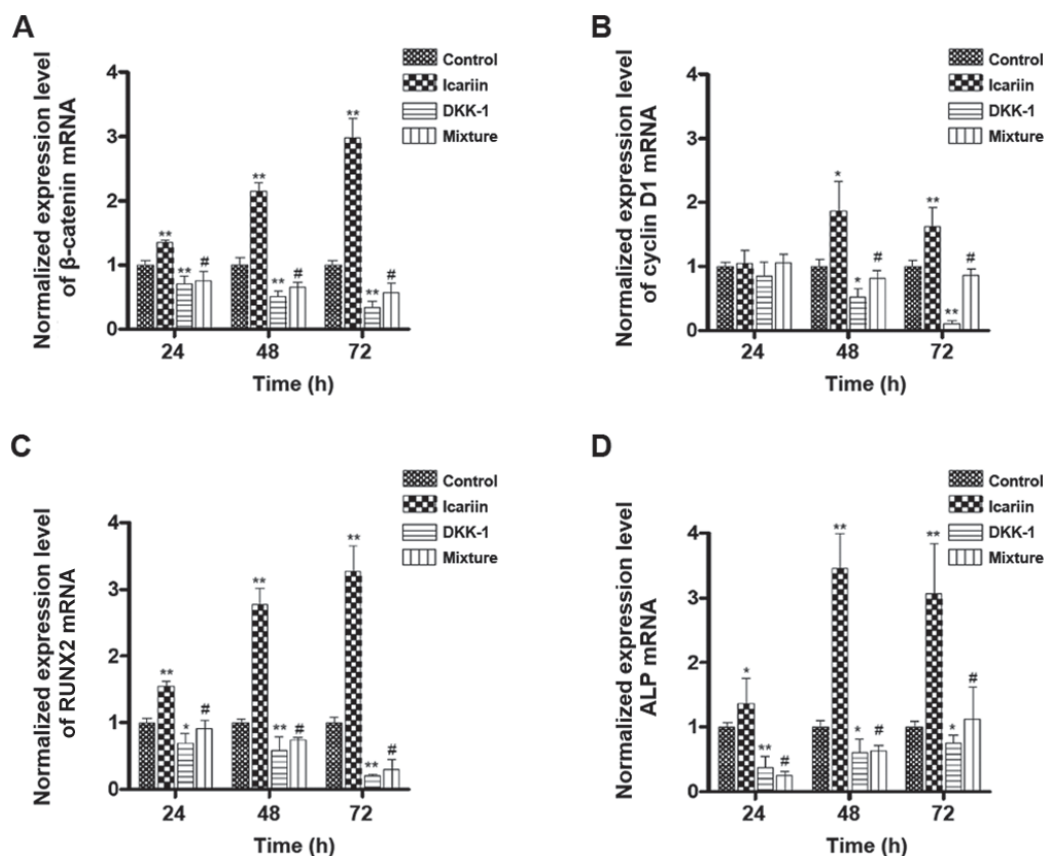 A
Control
Icariin
DKK-1
Mixture
Normalized expression level
of β-catenin mRNA
4
3
2
1
0
**
**
#
**
**
#
**
**
#
24
48
72
Time (h)
B
Control
Icariin
DKK-1
Mixture
Normalized expression level
of cyclin D1 mRNA
4
3
2
1
0
*
*
#
**
**
#
24
48
72
Time (h)
C
Control
Icariin
DKK-1
Mixture
Normalized expression level
of RUNX2 mRNA
4
3
2
1
0
**
*
#
**
**
#
**
**
#
24
48
72
Time (h)
D
Control
Icariin
DKK-1
Mixture
Normalized expression level
ALP mRNA
4
3
2
1
0
*
**
#
**
*
#
**
*
#
24
48
72
Time (h)